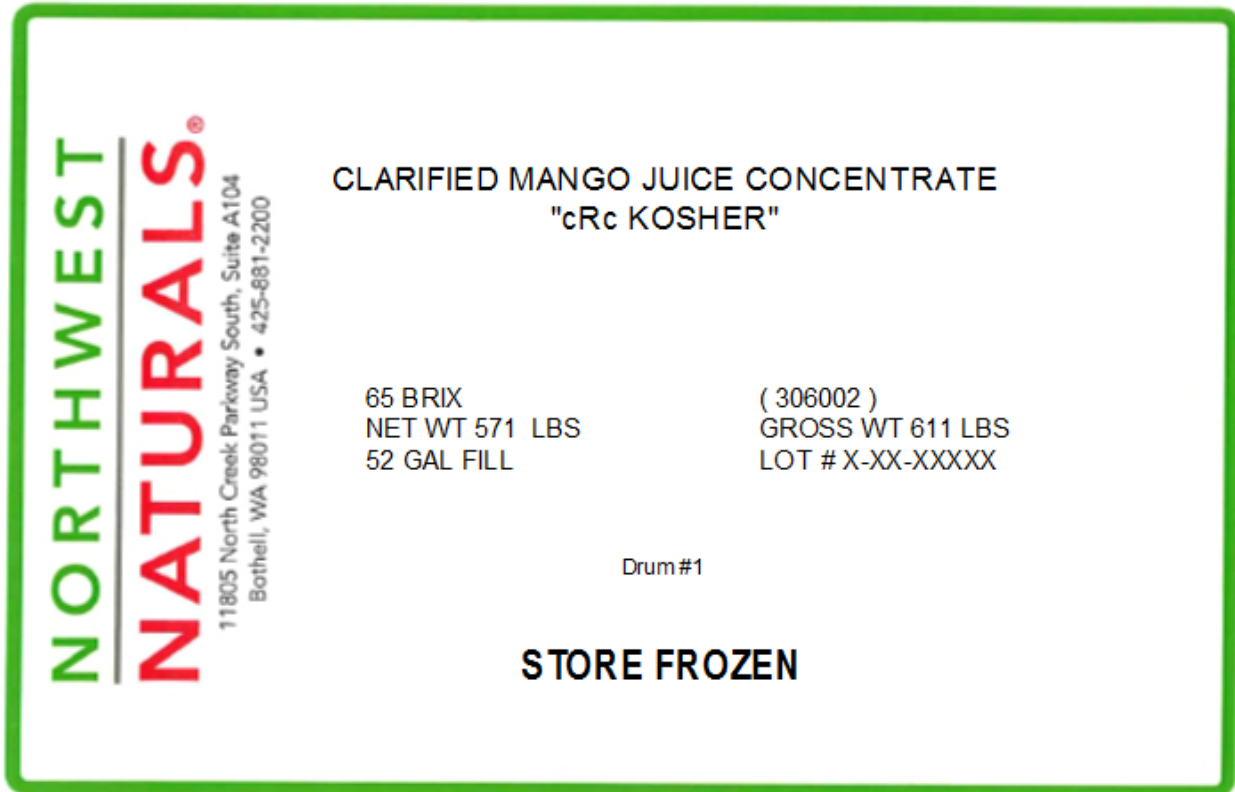 NORTHWEST
NATURALS®
11805 North Creek Parkway South, Suite A104
Bothell, WA 98011 USA • 425-881-2200
CLARIFIED MANGO JUICE CONCENTRATE
"cRc KOSHER"
65 BRIX
NET WT 571 LBS
52 GAL FILL
( 306002 )
GROSS WT 611 LBS
LOT # X-XX-XXXXX
Drum #1
STORE FROZEN